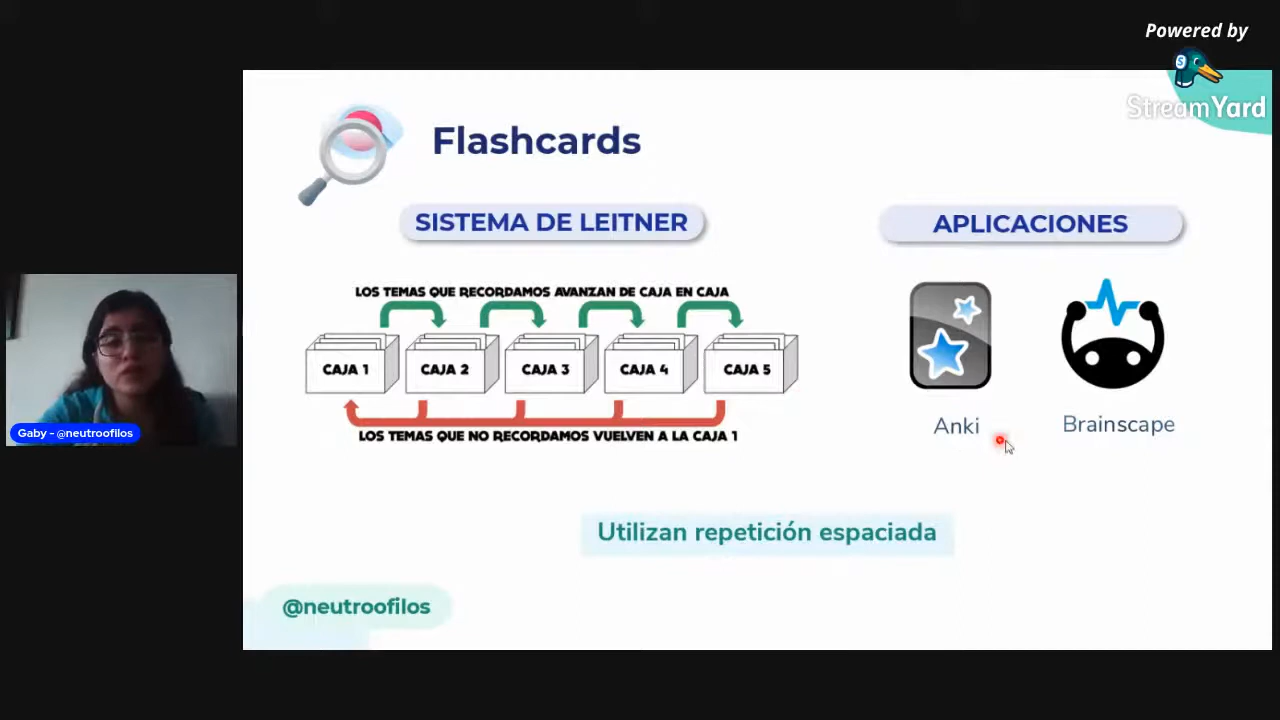 Powered by
StreamYard
Flashcards
SISTEMA DE LEITNER
APLICACIONES
LOS TEMAS QUE RECORDAMOS AVANZAN DE CAJA EN CAJA
CAJA 1
CAJA 2
CAJA 3
CAJA 4
CAJA 5
LOS TEMAS QUE NO RECORDAMOS VUELVEN A LA CAJA 1
Anki
Brainscape
Gaby - @neutroofilos
Utilizan repetición espaciada
@neutroofilos